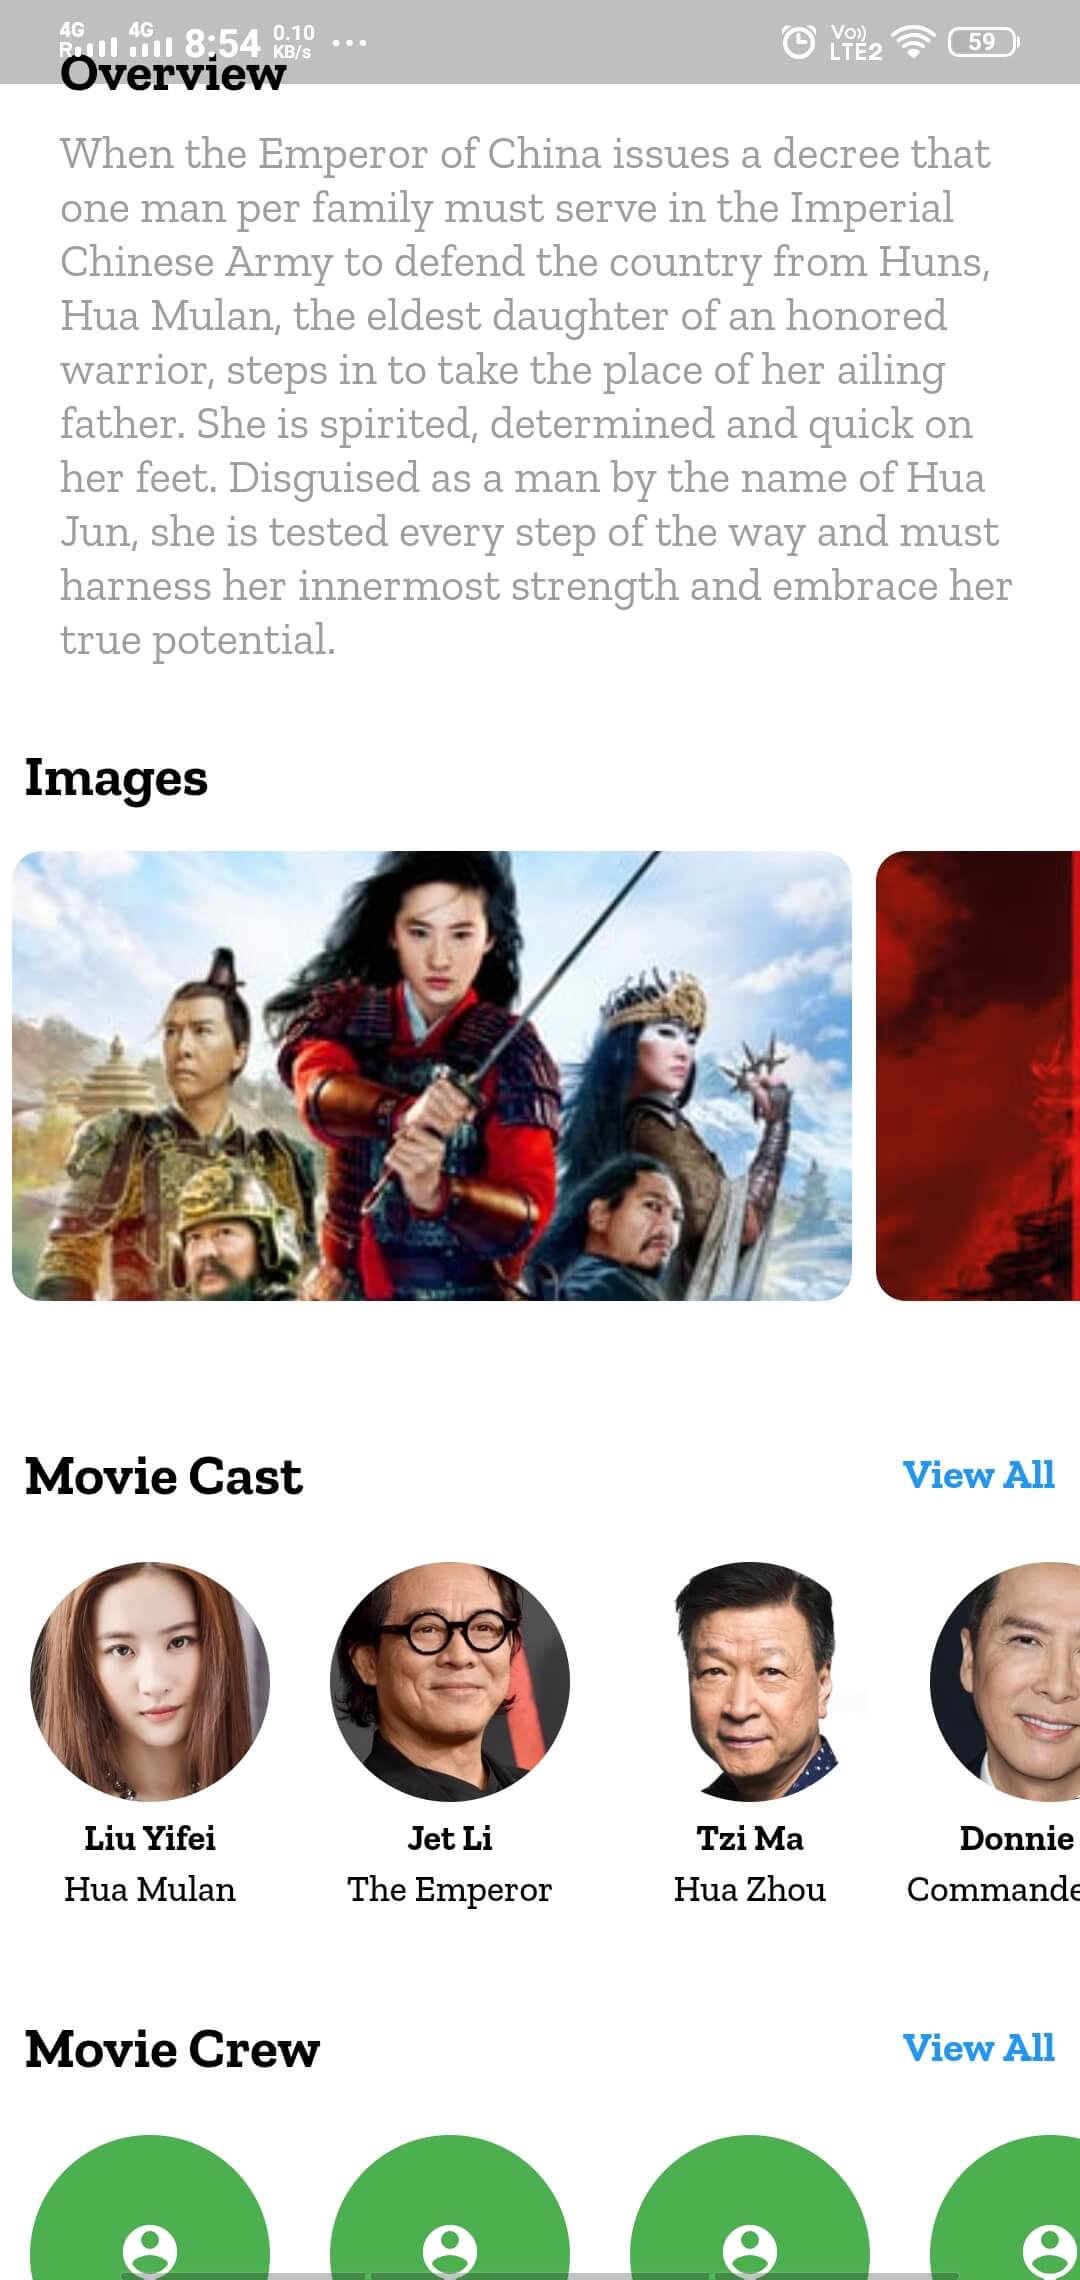 4G 4G 8:54 0.10 ... Vo)) 59
R KB/s LTE2
Overview
When the Emperor of China issues a decree that
one man per family must serve in the Imperial
Chinese Army to defend the country from Huns,
Hua Mulan, the eldest daughter of an honored
warrior, steps in to take the place of her ailing
father. She is spirited, determined and quick on
her feet. Disguised as a man by the name of Hua
Jun, she is tested every step of the way and must
harness her innermost strength and embrace her
true potential.
Images
Movie Cast View All
Liu Yifei Jet Li Tzi Ma Donnie
Hua Mulan The Emperor Hua Zhou Commande
Movie Crew View All